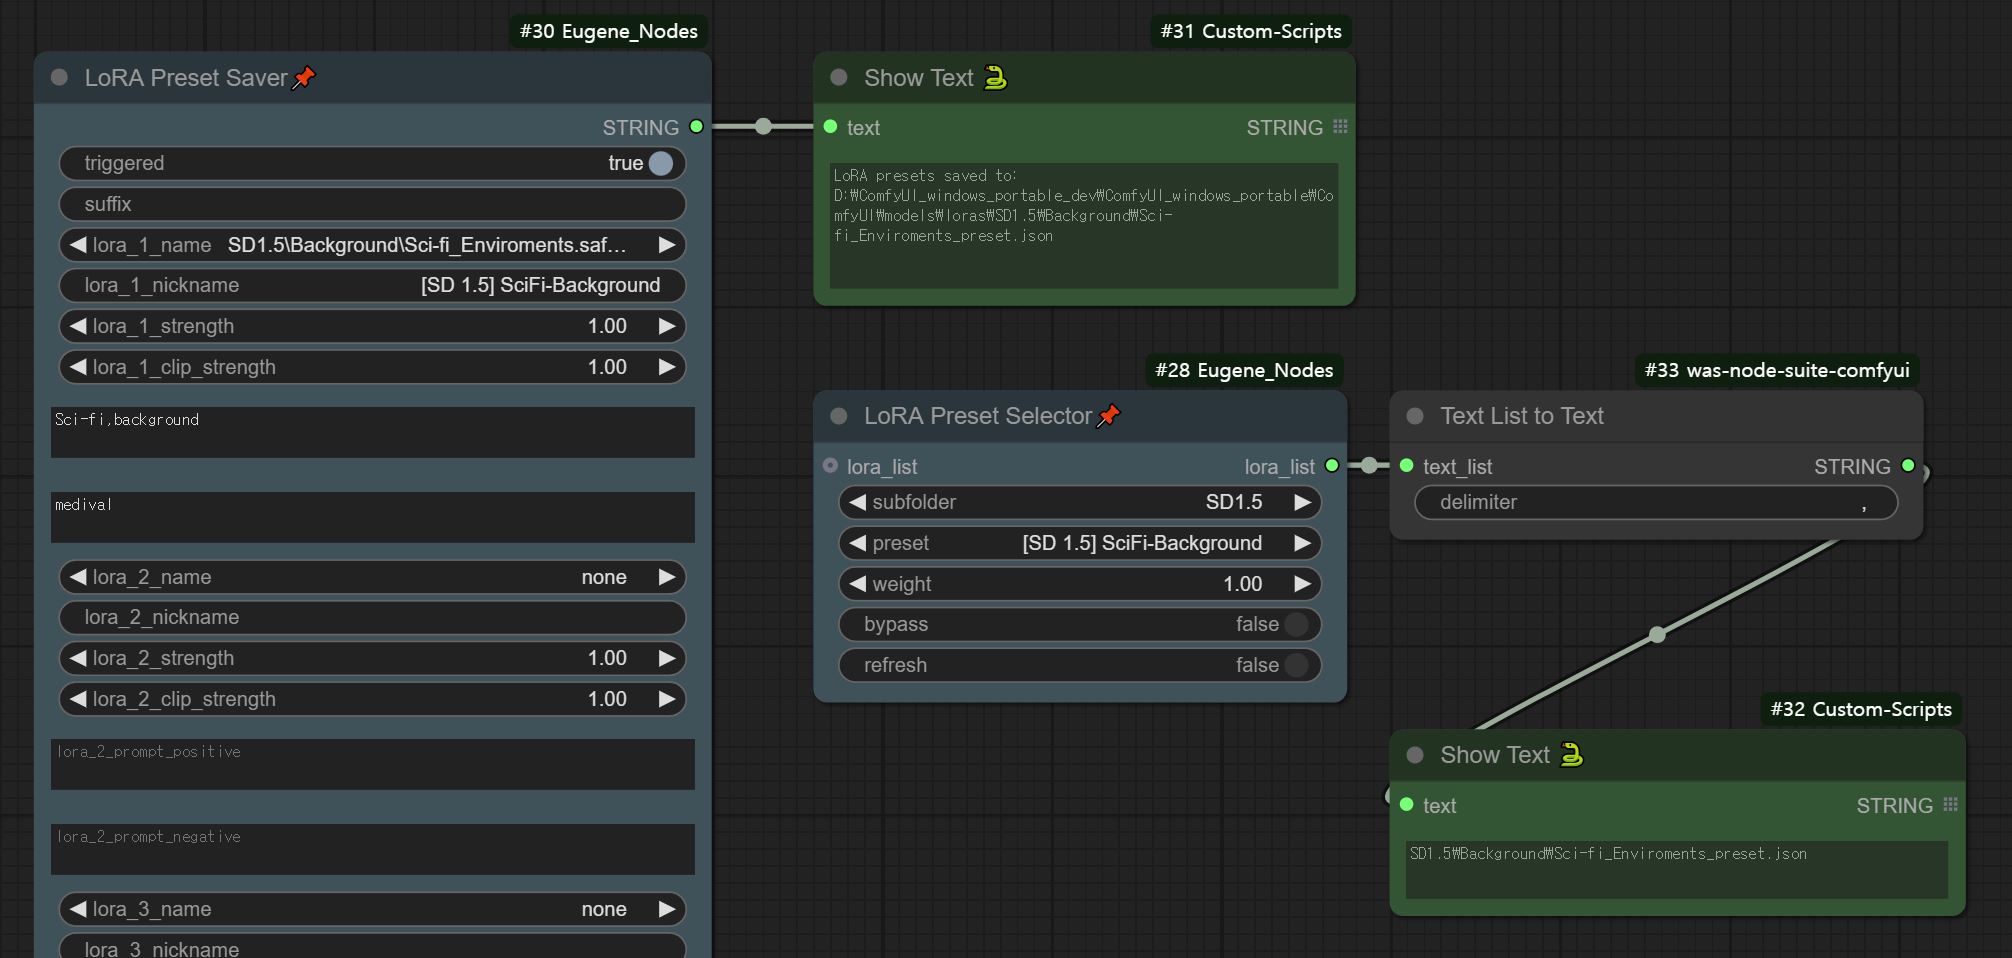 #30 Eugene_Nodes
LoRA Preset Saver
STRING
triggered true
suffix
lora_1_name SD1.5\Background\Sci-fi_Enviroments.saf...
lora_1_nickname [SD 1.5] SciFi-Background
lora_1_strength 1.00
lora_1_clip_strength 1.00
Sci-fi,background
medival
lora_2_name none
lora_2_nickname
lora_2_strength 1.00
lora_2_clip_strength 1.00
lora_2_prompt_positive
lora_2_prompt_negative
lora_3_name none
lora_3_nickname
#31 Custom-Scripts
Show Text
text STRING
LoRA presets saved to:
D:₩ComfyUI_windows_portable_dev₩ComfyUI_windows_portable₩Co
mfyUI₩models₩loras₩SD1.5₩Background₩Sci-
fi_Enviroments_preset.json
#28 Eugene_Nodes
LoRA Preset Selector
lora_list lora_list
subfolder SD1.5
preset [SD 1.5] SciFi-Background
weight 1.00
bypass false
refresh false
#33 was-node-suite-comfyui
Text List to Text
text_list STRING
delimiter ,
#32 Custom-Scripts
Show Text
text STRING
SD1.5₩Background₩Sci-fi_Enviroments_preset.json